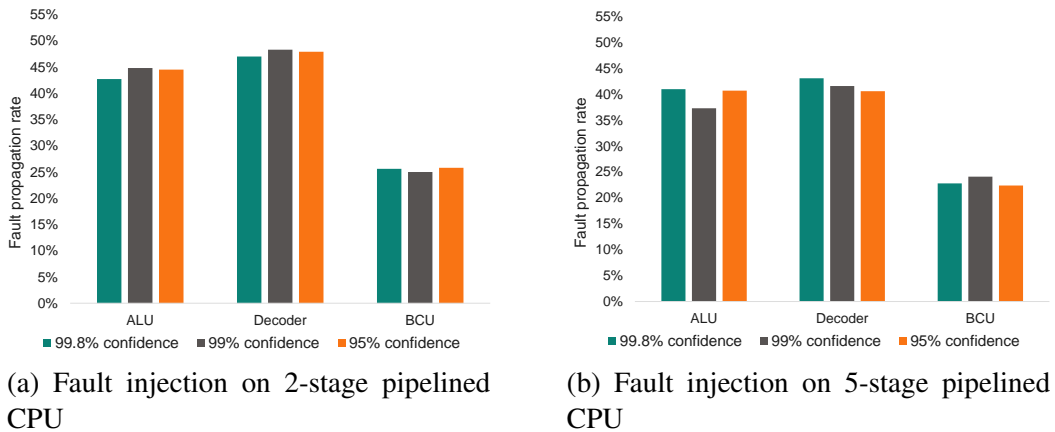 55%
50%
45%
40%
35%
30%
25%
20%
15%
10%
5%
0%
Fault propagation rate
ALU Decoder BCU
99.8% confidence 99% confidence 95% confidence
(a) Fault injection on 2-stage pipelined
CPU
55%
50%
45%
40%
35%
30%
25%
20%
15%
10%
5%
0%
Fault propagation rate
ALU Decoder BCU
99.8% confidence 99% confidence 95% confidence
(b) Fault injection on 5-stage pipelined
CPU